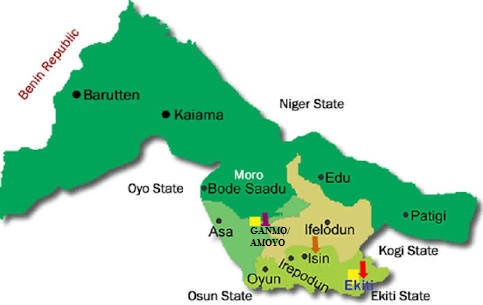 Benin Republic
Barutten
Kaiama
Niger State
Moro
Edu
Oyo State
Bode Saadu
Patigi
Asa
GANMO/
AMOYO
Ifelodun
Kogi State
Isin
Irepodun
Oyun
Ekiti
Osun State
Ekiti State